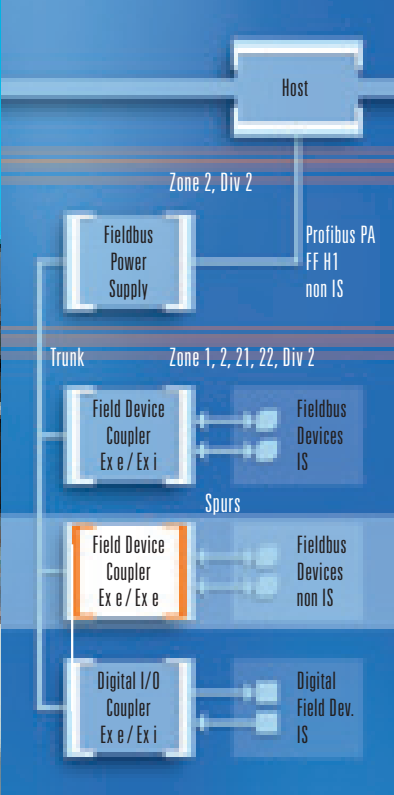 Host
Zone 2, Div 2
Fieldbus
Power
Supply
Profibus PA
FF H1
non IS
Trunk
Zone 1, 2, 21, 22, Div 2
Field Device
Coupler
Ex e / Ex i
Fieldbus
Devices
IS
Spurs
Field Device
Coupler
Ex e / Ex e
Fieldbus
Devices
non IS
Digital I/O
Coupler
Ex e / Ex i
Digital
Field Dev.
IS